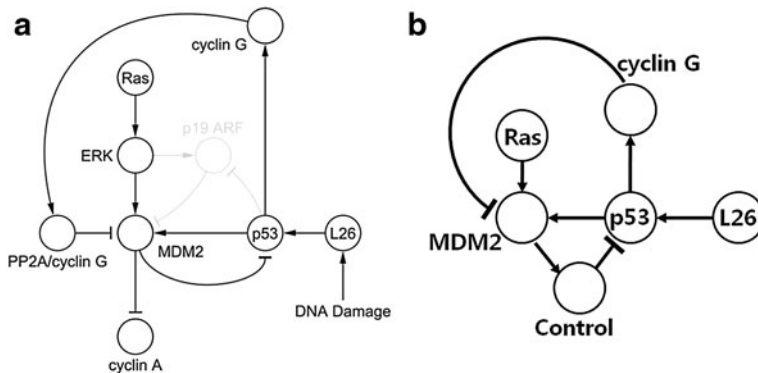 a
cyclin G
Ras
p19 ARF
ERK
p53
L26
PP2A/cyclin G
MDM2
DNA Damage
cyclin A
b
cyclin G
Ras
p53
L26
MDM2
Control